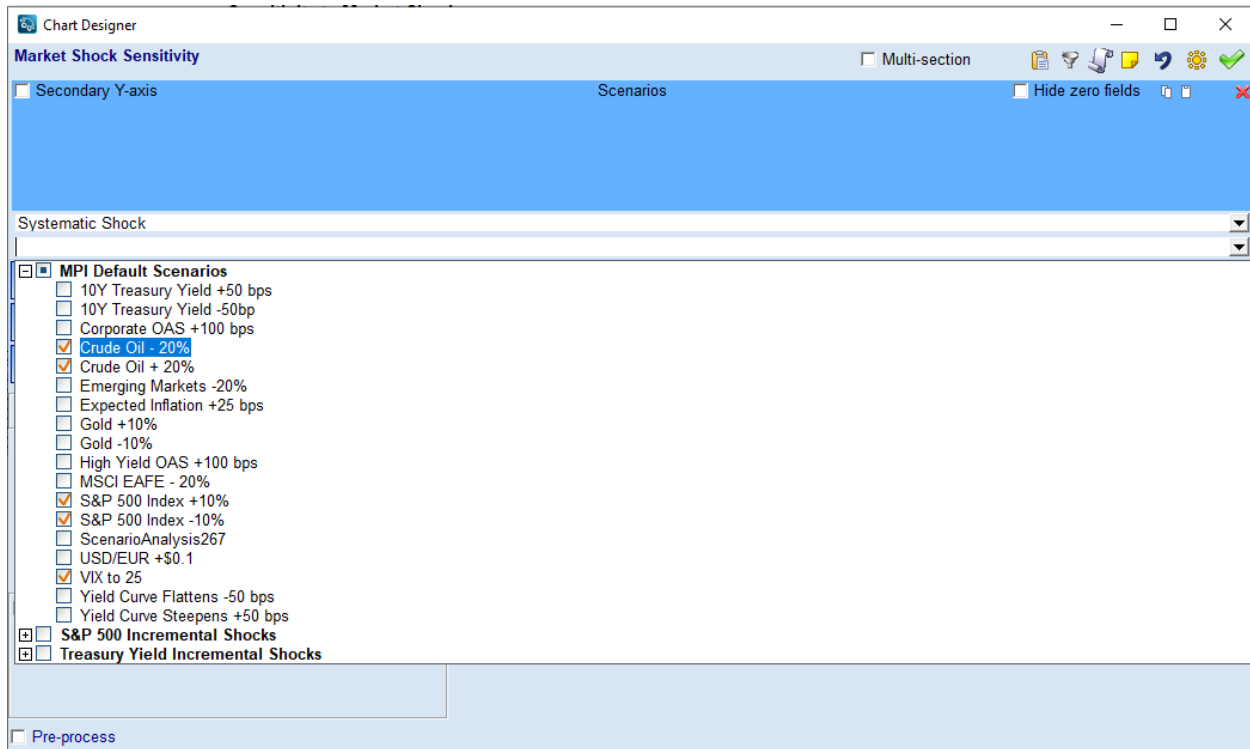 Chart Designer
Market Shock Sensitivity
Multi-section
Secondary Y-axis
Scenarios
Hide zero fields
Systematic Shock
MPI Default Scenarios
10Y Treasury Yield +50 bps
10Y Treasury Yield -50bp
Corporate OAS +100 bps
Crude Oil - 20%
Crude Oil + 20%
Emerging Markets -20%
Expected Inflation +25 bps
Gold +10%
Gold -10%
High Yield OAS +100 bps
MSCI EAFE - 20%
S&P 500 Index +10%
S&P 500 Index -10%
ScenarioAnalysis267
USD/EUR +$0.1
VIX to 25
Yield Curve Flattens -50 bps
Yield Curve Steepens +50 bps
S&P 500 Incremental Shocks
Treasury Yield Incremental Shocks
Pre-process